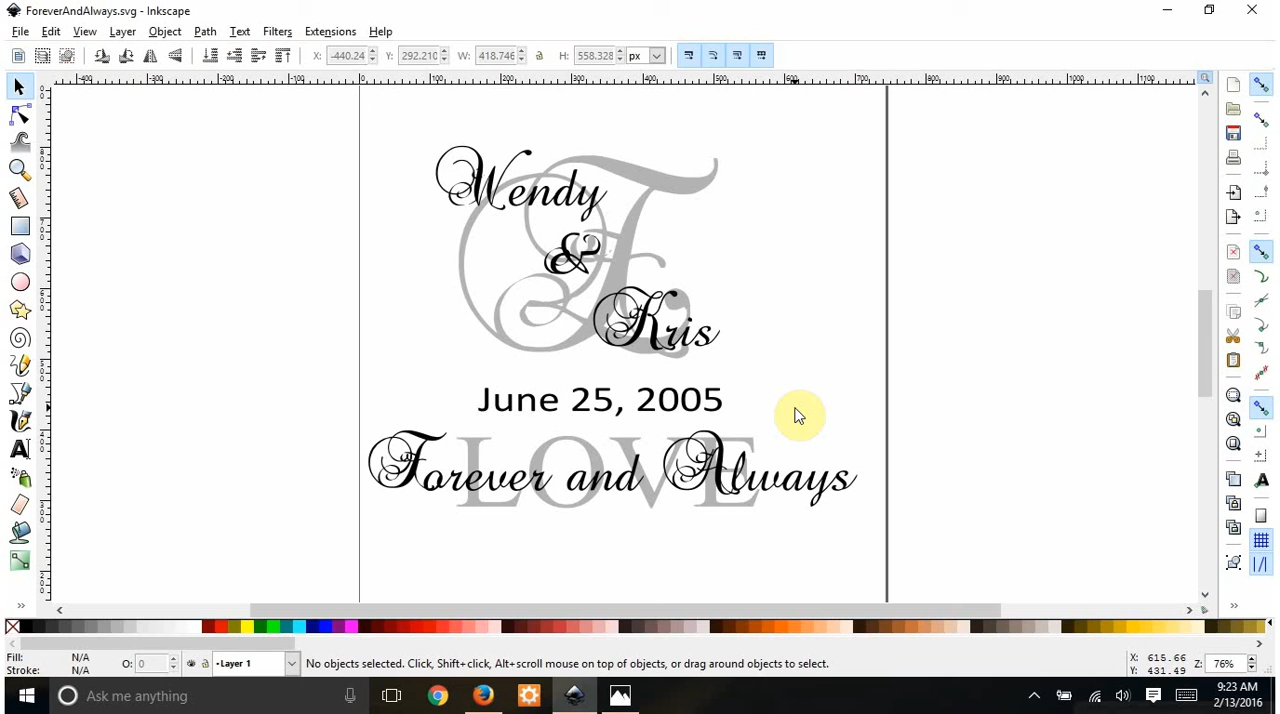 ForeverAndAlways.svg - Inkscape
File Edit View Layer Object Path Text Filters Extensions Help
X: -440.24 Y: 292.210 W: 418.746 H: 558.328 px
Wendy
&
Kris
T
June 25, 2005
LOVE
Forever and Always
Fill: N/A
Stroke: N/A
O: 0
Layer 1
No objects selected. Click, Shift+click, Alt+scroll mouse on top of objects, or drag around objects to select.
X: 615.66
Y: 431.49
Z: 76%
Ask me anything
9:23 AM
2/13/2016